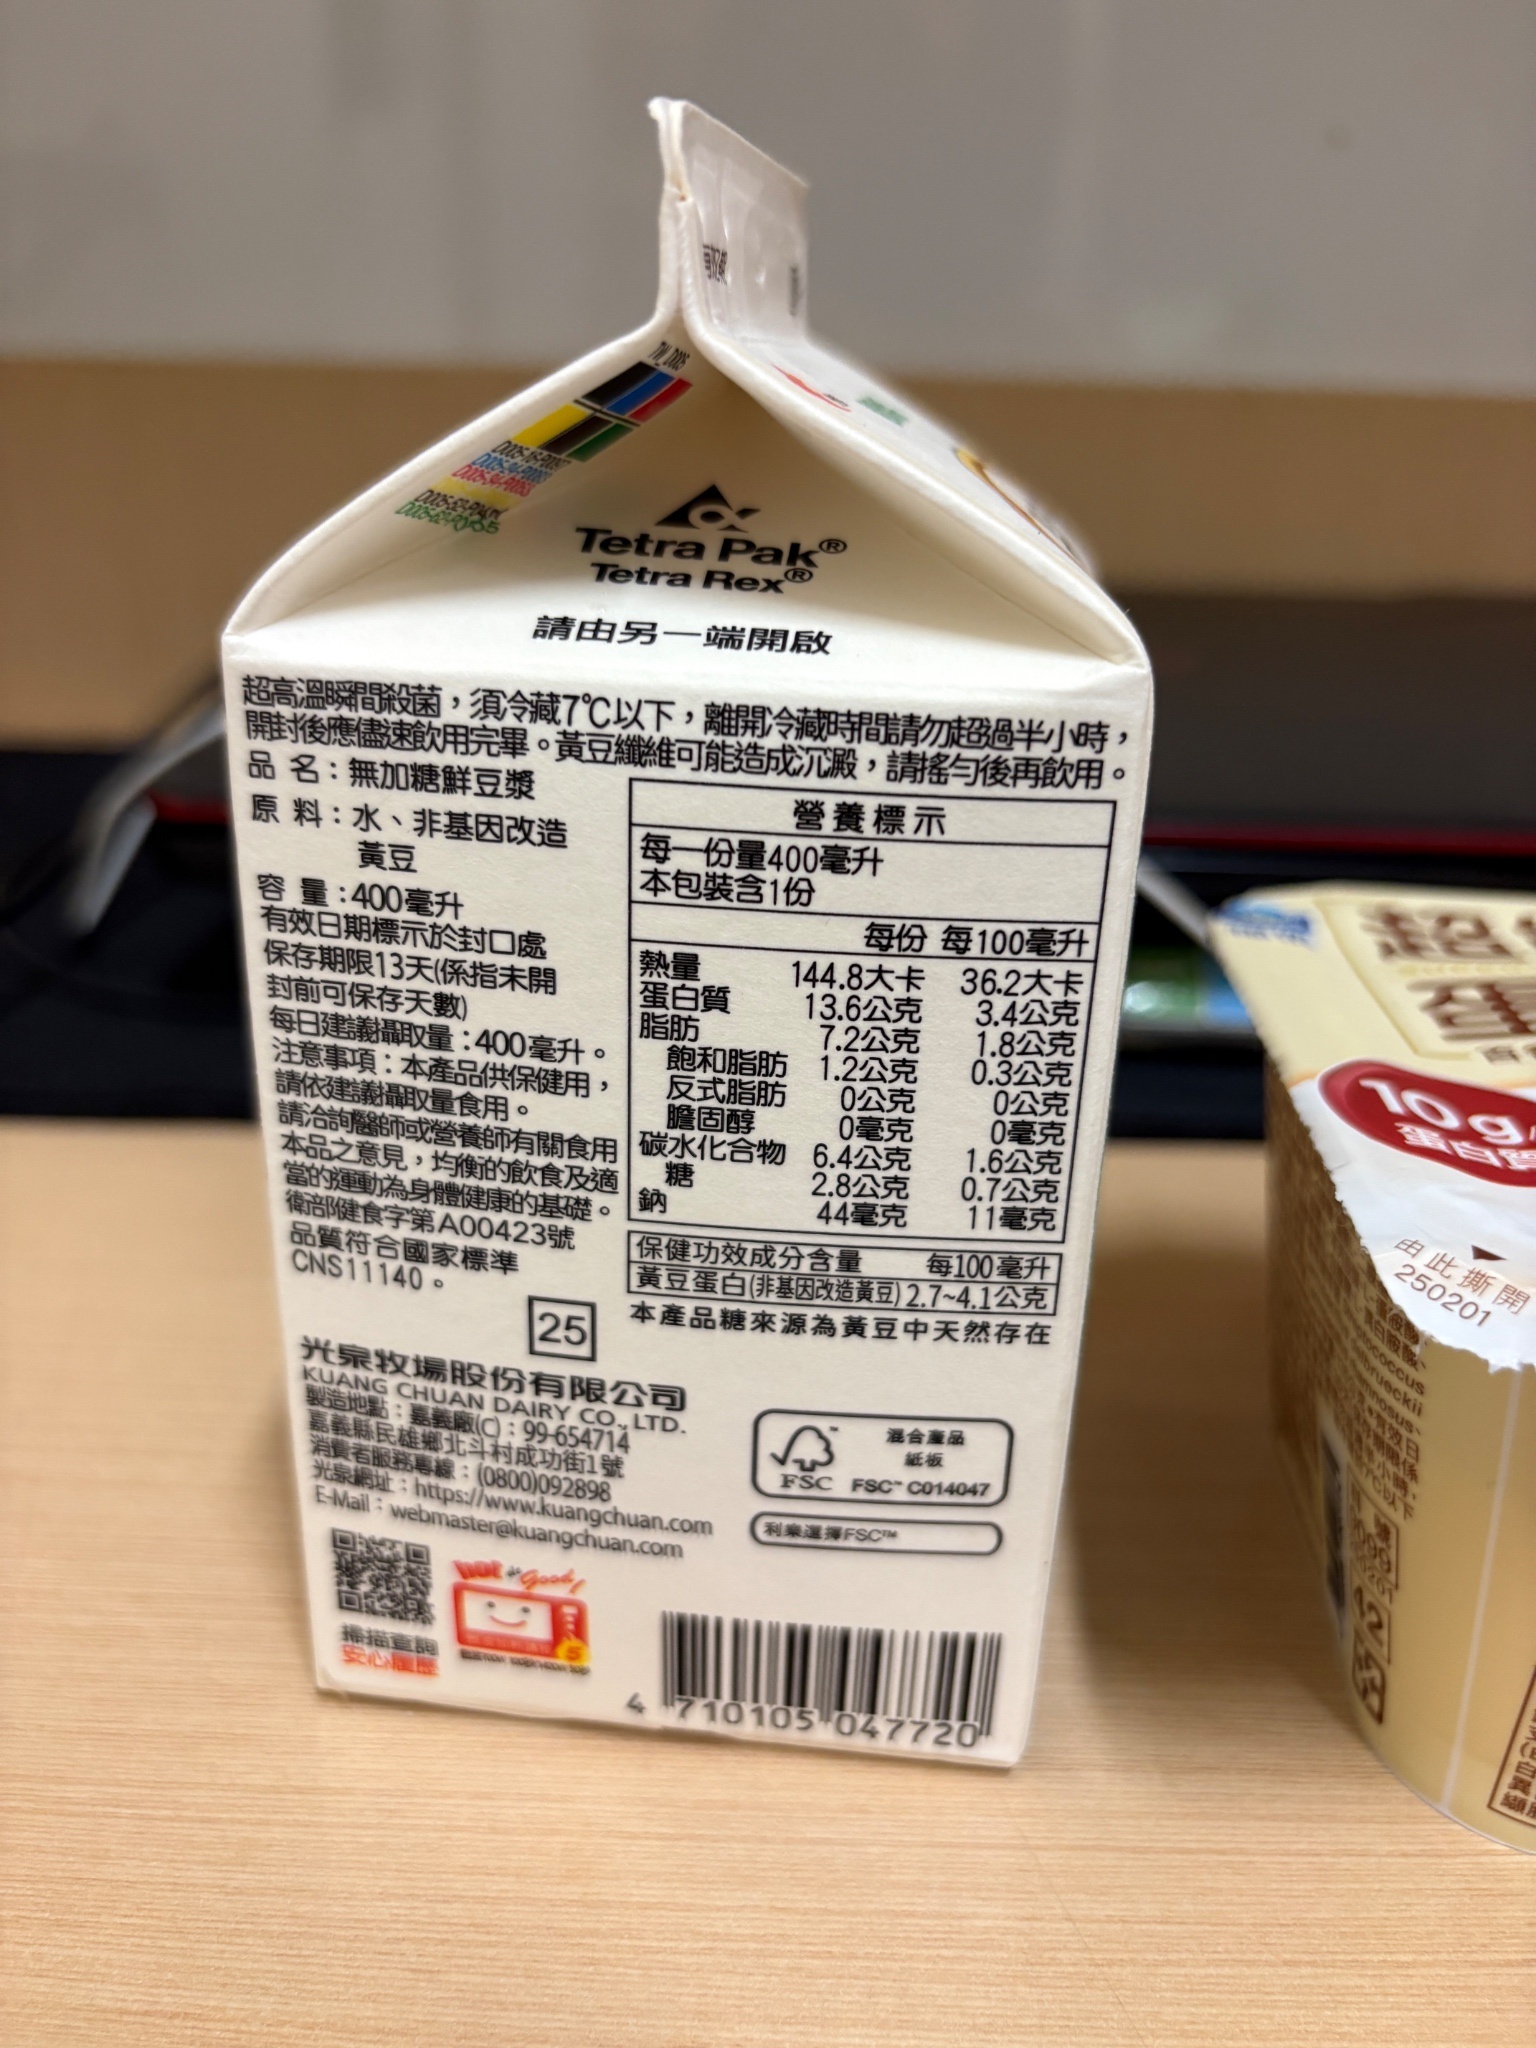 Tetra Pak®
Tetra Rex®
請由另一端開啟
超高溫瞬間殺菌，須冷藏7℃以下，離開冷藏時間請勿超過半小時，
開封後應儘速飲用完畢。黃豆纖維可能造成沉澱，請搖勻後再飲用。
品 名：無加糖鮮豆漿
原 料：水、非基因改造
黃豆
容 量：400毫升
有效日期標示於封口處
保存期限13天(係指未開
封前可保存天數)
每日建議攝取量：400毫升。
注意事項：本產品供保健用，
請依建議攝取量食用。
請洽詢醫師或營養師有關食用
本品之意見，均衡的飲食及適
當的運動為身體健康的基礎。
衛部健食字第A00423號
品質符合國家標準
CNS11140。
25
營養標示
每一份量400毫升
本包裝含1份
每份 每100毫升
熱量 144.8大卡 36.2大卡
蛋白質 13.6公克 3.4公克
脂肪 7.2公克 1.8公克
飽和脂肪 1.2公克 0.3公克
反式脂肪 0公克 0公克
膽固醇 0毫克 0毫克
碳水化合物 6.4公克 1.6公克
糖 2.8公克 0.7公克
鈉 44毫克 11毫克
保健功效成分含量 每100毫升
黃豆蛋白(非基因改造黃豆) 2.7~4.1公克
本產品糖來源為黃豆中天然存在
光泉牧場股份有限公司
KUANG CHUAN DAIRY CO., LTD.
製造地點：嘉義廠(C)：99-654714
嘉義縣民雄鄉北斗村成功街1號
消費者服務專線：(0800)092898
光泉網址：https://www.kuangchuan.com
E-Mail：webmaster@kuangchuan.com
混合產品
紙板
FSC FSC™ C014047
利樂選擇FSC™
掃描查詢
安心履歷
hot is Good!
4 710105 047720
10g
蛋白質
由此撕開
250201